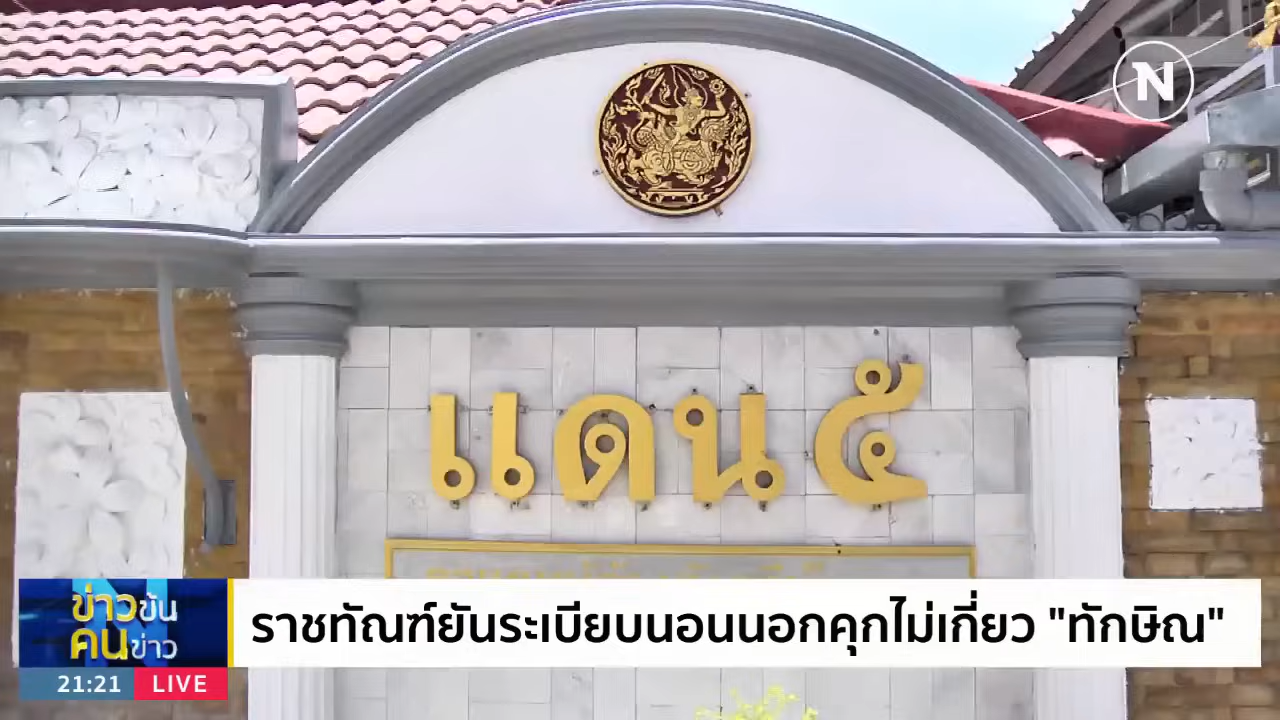 N
แดน ๕
ข่าวข้น
คนข่าว
ราชทัณฑ์ยันระเบียบนอนนอกคุกไม่เกี่ยว "ทักษิณ"
21:21 LIVE